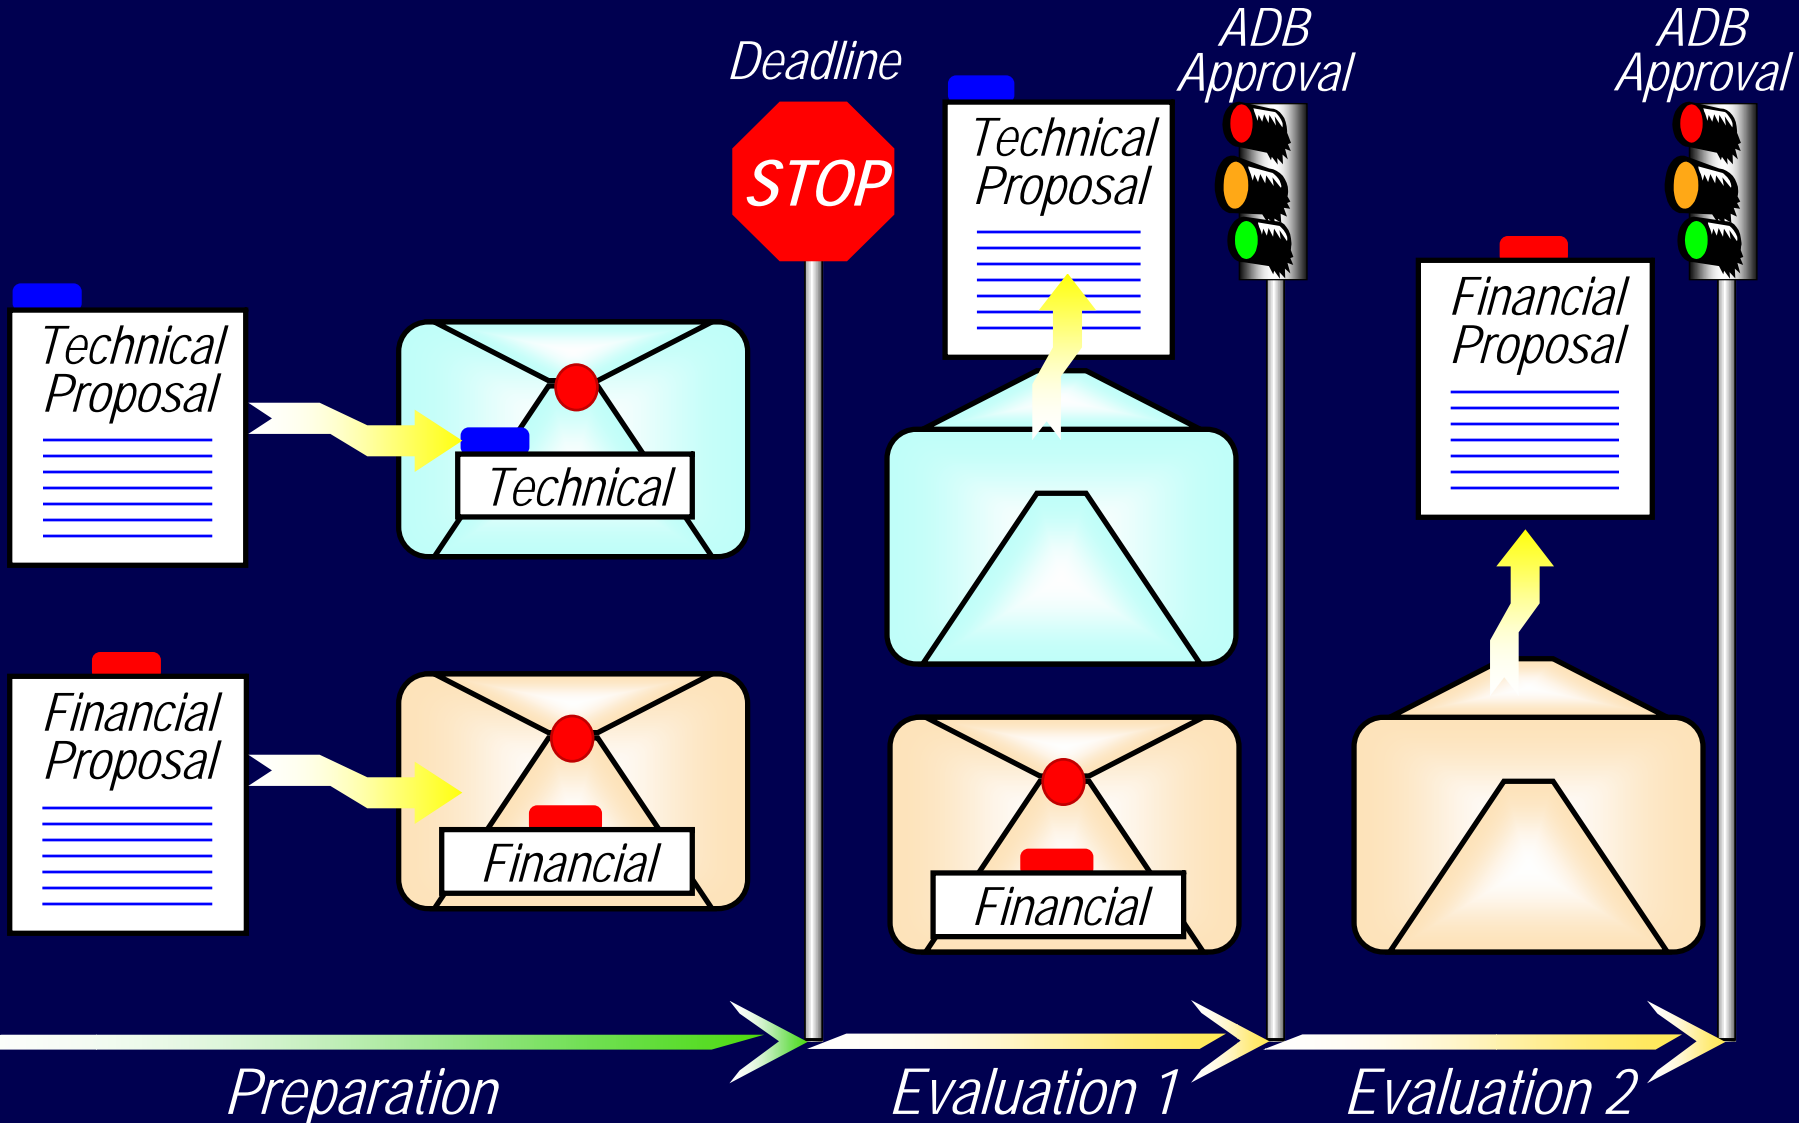 Deadline
STOP
ADB
Approval
ADB
Approval
Technical
Proposal
Technical
Proposal
Technical
Financial
Proposal
Financial
Proposal
Financial
Financial
Preparation
Evaluation 1
Evaluation 2